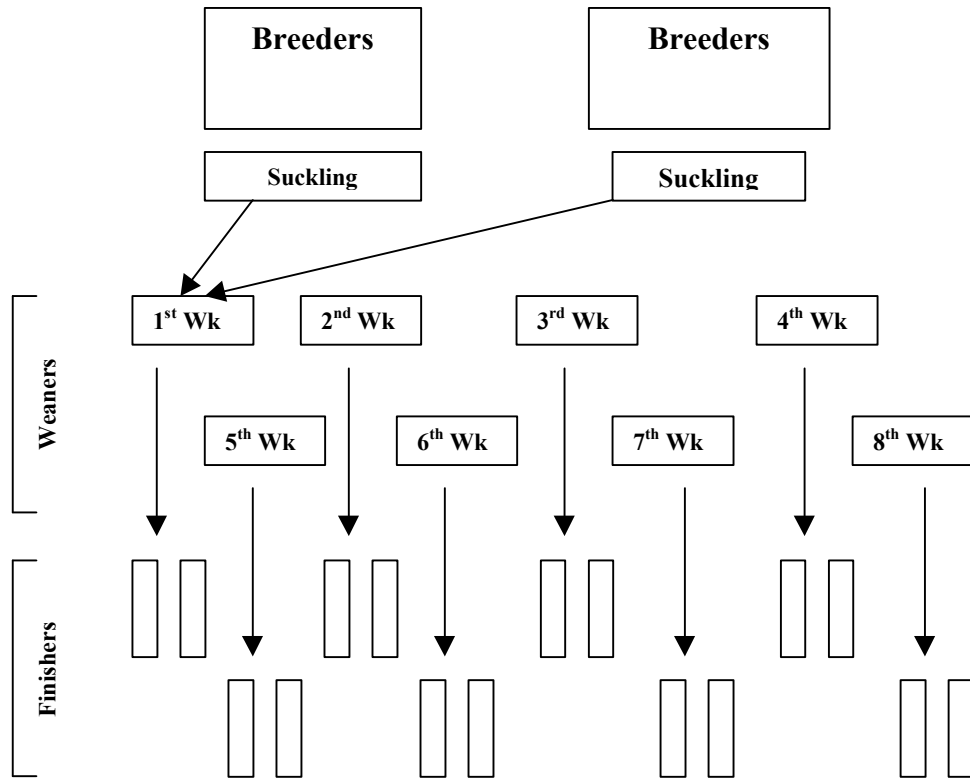 Breeders
Breeders
Suckling
Suckling
1st Wk
2nd Wk
3rd Wk
4th Wk
Weaners
5th Wk
6th Wk
7th Wk
8th Wk
Finishers